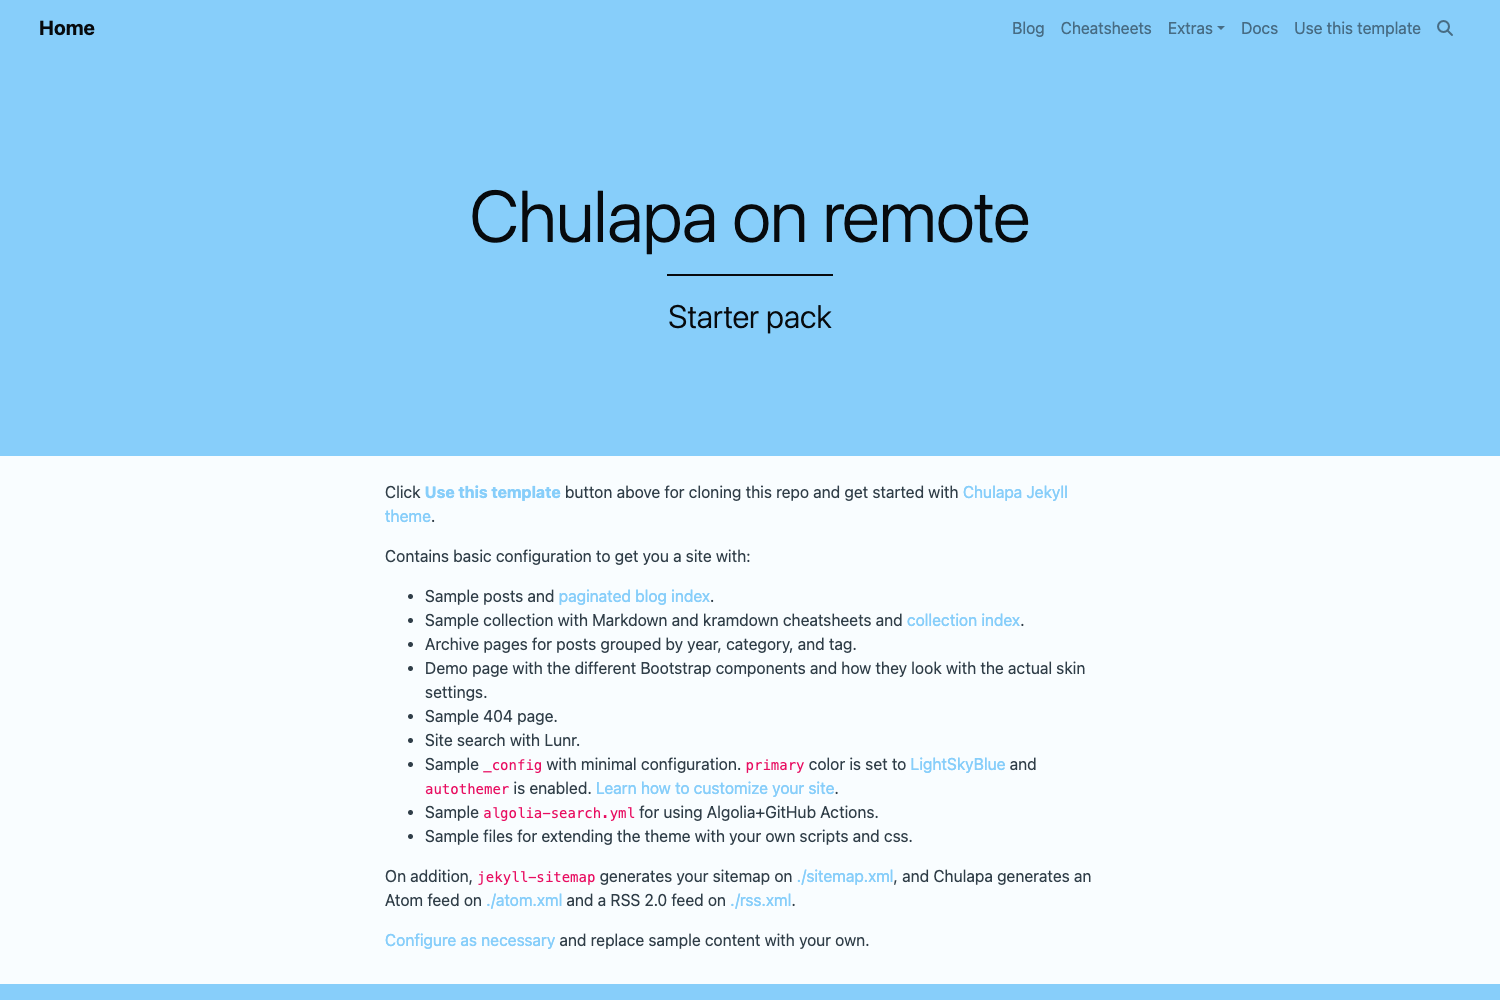 Home
Blog Cheatsheets Extras Docs Use this template
Chulapa on remote
Starter pack
Click Use this template button above for cloning this repo and get started with Chulapa Jekyll
theme.
Contains basic configuration to get you a site with:
• Sample posts and paginated blog index.
• Sample collection with Markdown and kramdown cheatsheets and collection index.
• Archive pages for posts grouped by year, category, and tag.
• Demo page with the different Bootstrap components and how they look with the actual skin
settings.
• Sample 404 page.
• Site search with Lunr.
• Sample _config with minimal configuration. primary color is set to LightSkyBlue and
autothemer is enabled. Learn how to customize your site.
• Sample algolia-search.yml for using Algolia+GitHub Actions.
• Sample files for extending the theme with your own scripts and css.
On addition, jekyll-sitemap generates your sitemap on ./sitemap.xml, and Chulapa generates an
Atom feed on ./atom.xml and a RSS 2.0 feed on ./rss.xml.
Configure as necessary and replace sample content with your own.